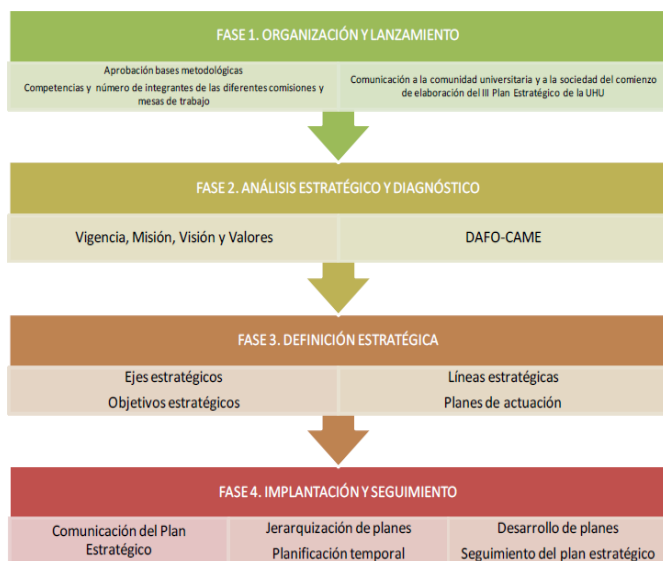 FASE 1. ORGANIZACIÓN Y LANZAMIENTO
Aprobación bases metodológicas
Competencias y número de integrantes de las diferentes comisiones y
mesas de trabajo
Comunicación a la comunidad universitaria y a la sociedad del comienzo
de elaboración del III Plan Estratégico de la UHU
FASE 2. ANÁLISIS ESTRATÉGICO Y DIAGNÓSTICO
Vigencia, Misión, Visión y Valores
DAFO-CAME
FASE 3. DEFINICIÓN ESTRATÉGICA
Ejes estratégicos
Objetivos estratégicos
Líneas estratégicas
Planes de actuación
FASE 4. IMPLANTACIÓN Y SEGUIMIENTO
Comunicación del Plan
Estratégico
Jerarquización de planes
Planificación temporal
Desarrollo de planes
Seguimiento del plan estratégico